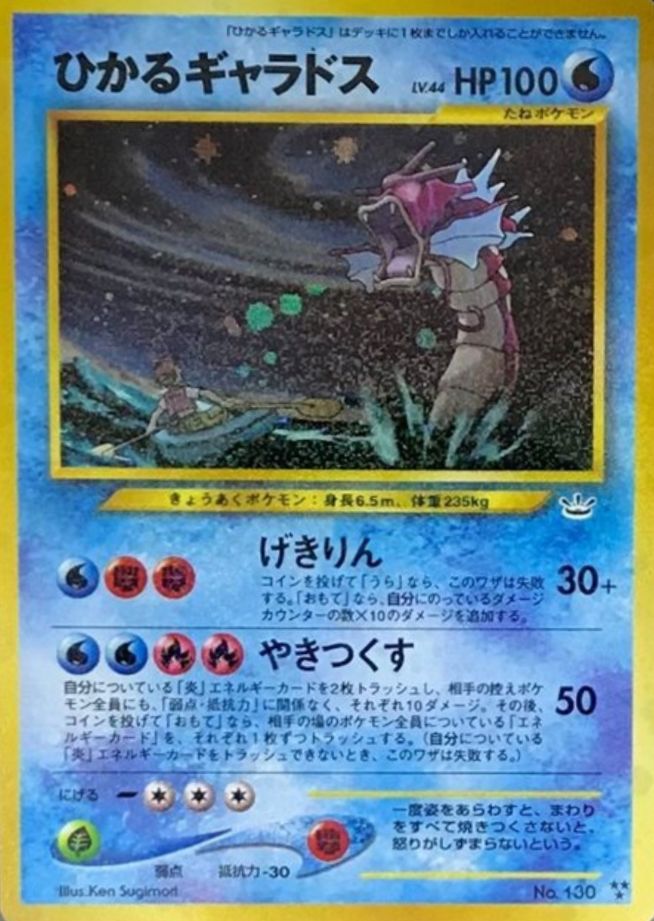 「ひかるギャラドス」はデッキに1枚までしか入れることができません。
ひかるギャラドス LV.44 HP100
たねポケモン
きょうあくポケモン：身長6.5m、体重235kg
げきりん
コインを投げて「うら」なら、このワザは失敗
する。「おもて」なら、自分にのっているダメージ
カウンターの数×10のダメージを追加する。
30+
やきつくす
自分についている「炎」エネルギーカードを2枚トラッシュし、相手の控えポケ
モン全員にも、「弱点・抵抗力」に関係なく、それぞれ10ダメージ。その後、
コインを投げて「おもて」なら、相手の場のポケモン全員についている「エネ
ルギーカード」を、それぞれ1枚ずつトラッシュする。（自分についている
「炎」エネルギーカードをトラッシュできないとき、このワザは失敗する。）
50
にげる
一度姿をあらわすと、まわり
をすべて焼きつくさないと、
怒りがしずまらないという。
弱点 抵抗力-30
Illus.Ken Sugimori
No.130